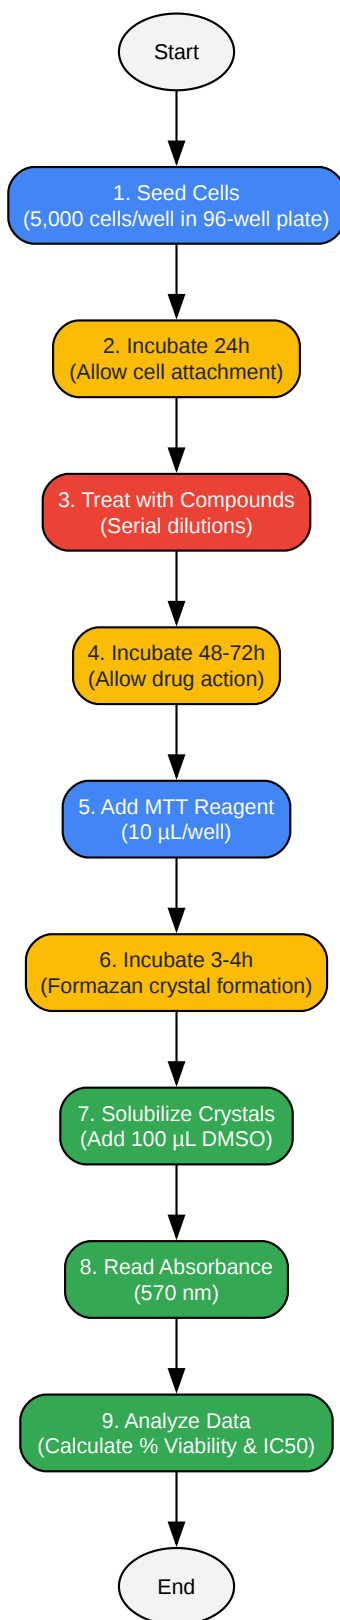 Start
1. Seed Cells
(5,000 cells/well in 96-well plate)
2. Incubate 24h
(Allow cell attachment)
3. Treat with Compounds
(Serial dilutions)
4. Incubate 48-72h
(Allow drug action)
5. Add MTT Reagent
(10 µL/well)
6. Incubate 3-4h
(Formazan crystal formation)
7. Solubilize Crystals
(Add 100 µL DMSO)
8. Read Absorbance
(570 nm)
9. Analyze Data
(Calculate % Viability & IC50)
End